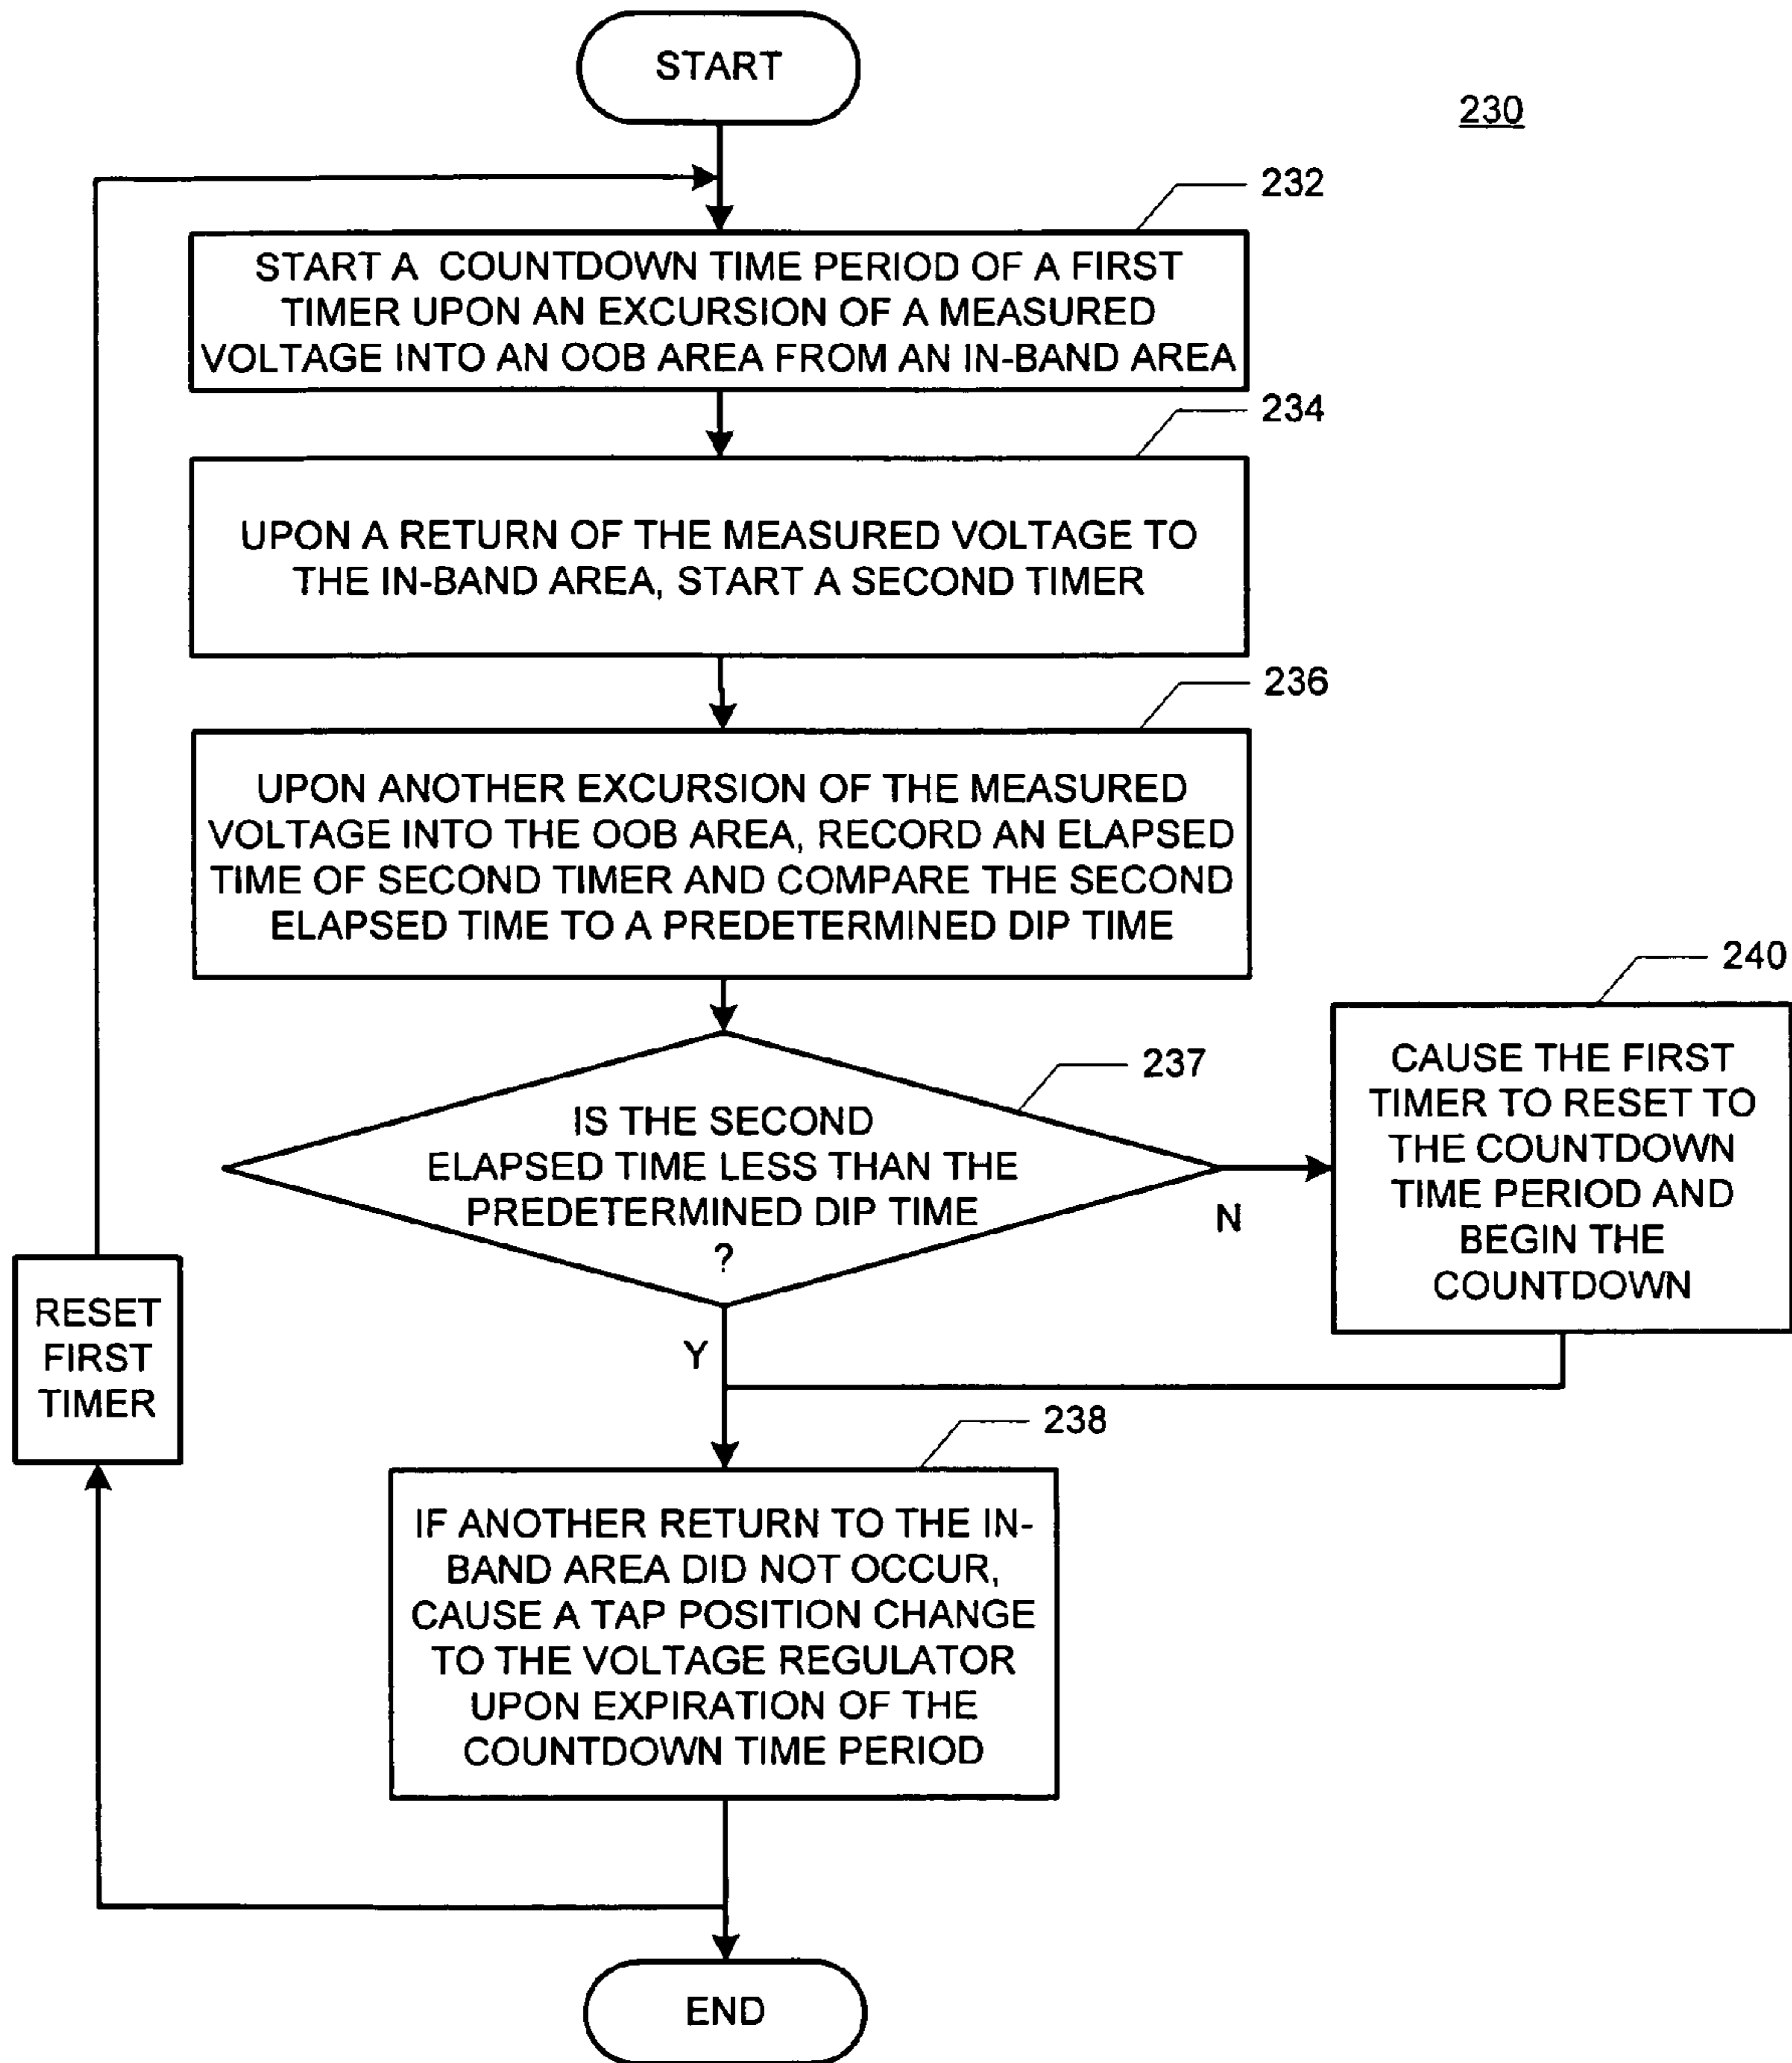 START
230
232
START A COUNTDOWN TIME PERIOD OF A FIRST
TIMER UPON AN EXCURSION OF A MEASURED
VOLTAGE INTO AN OOB AREA FROM AN IN-BAND AREA
234
UPON A RETURN OF THE MEASURED VOLTAGE TO
THE IN-BAND AREA, START A SECOND TIMER
236
UPON ANOTHER EXCURSION OF THE MEASURED
VOLTAGE INTO THE OOB AREA, RECORD AN ELAPSED
TIME OF SECOND TIMER AND COMPARE THE SECOND
ELAPSED TIME TO A PREDETERMINED DIP TIME
237
IS THE SECOND
ELAPSED TIME LESS THAN THE
PREDETERMINED DIP TIME
?
N
Y
240
CAUSE THE FIRST
TIMER TO RESET TO
THE COUNTDOWN
TIME PERIOD AND
BEGIN THE
COUNTDOWN
RESET
FIRST
TIMER
238
IF ANOTHER RETURN TO THE IN-
BAND AREA DID NOT OCCUR,
CAUSE A TAP POSITION CHANGE
TO THE VOLTAGE REGULATOR
UPON EXPIRATION OF THE
COUNTDOWN TIME PERIOD
END